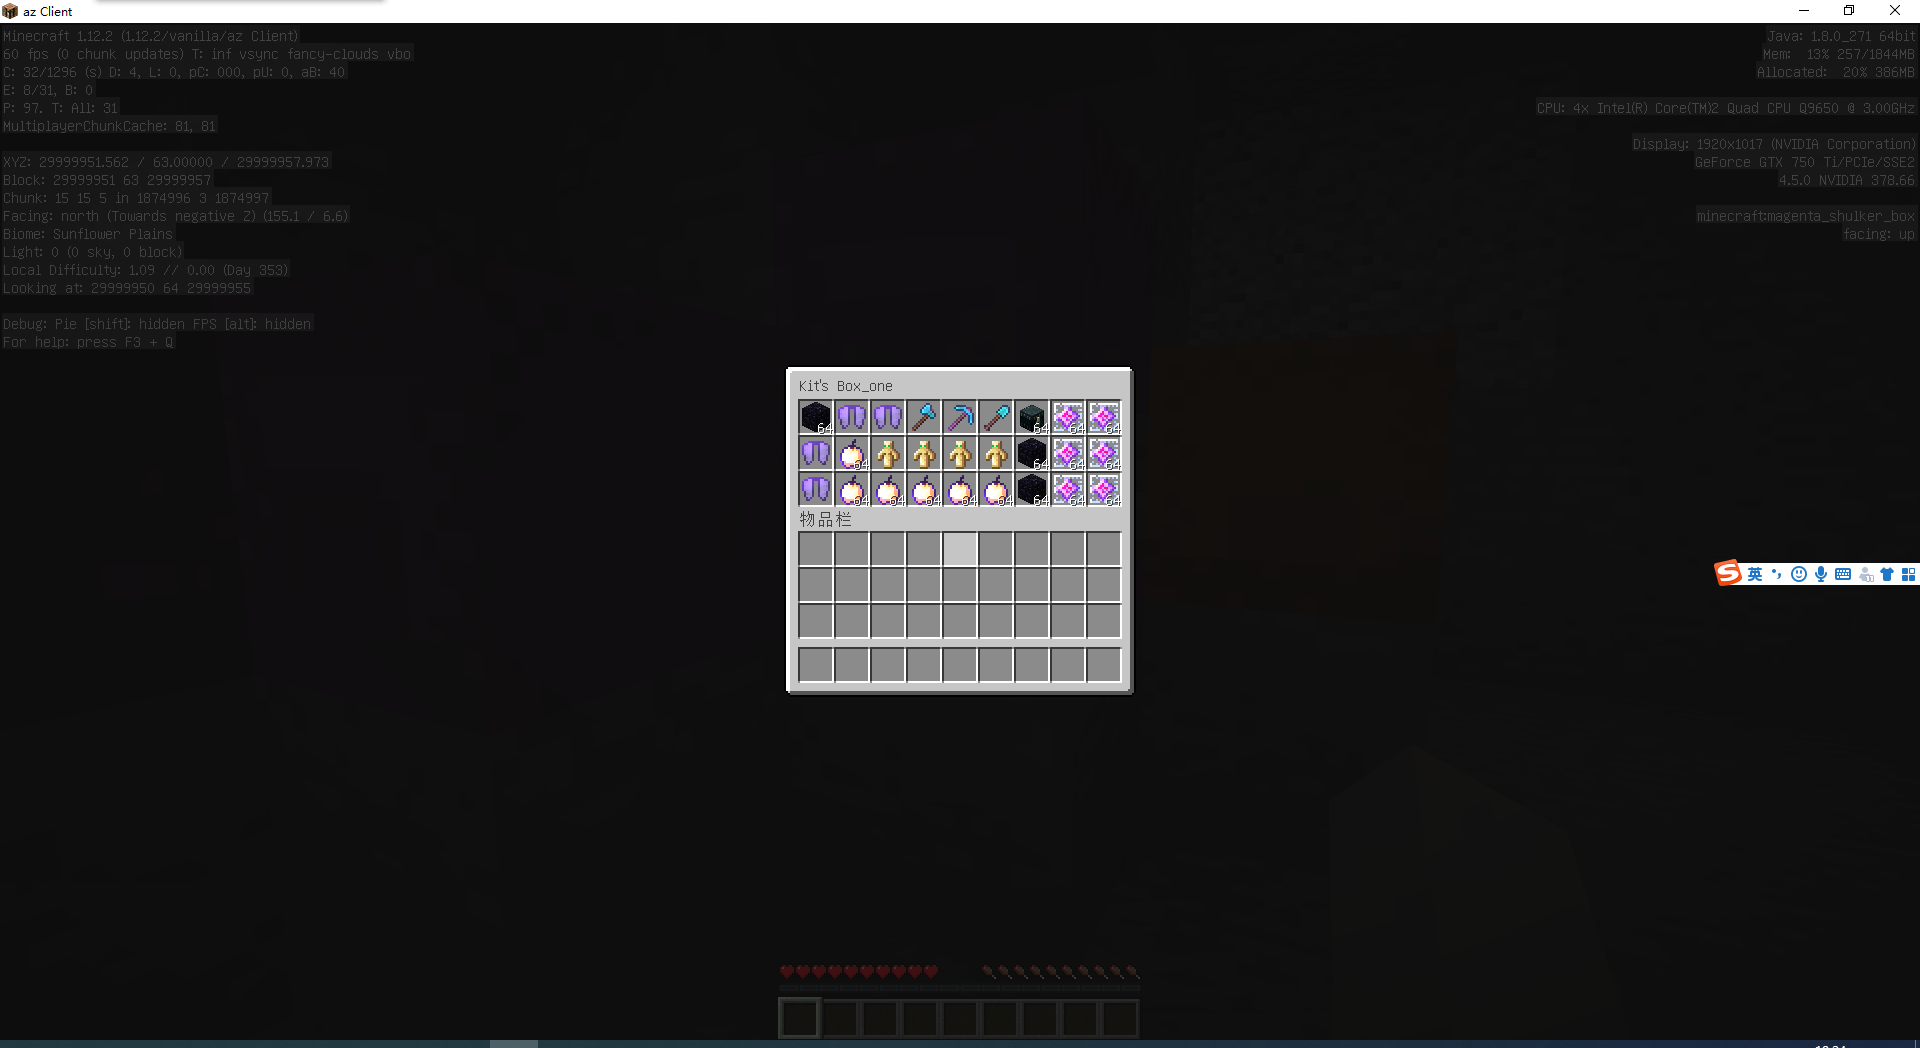 az Client
Minecraft 1.12.2 (1.12.2/vanilla/az Client)
60 fps (0 chunk updates) T: inf vsync fancy-clouds vbo
C: 32/1296 (s) D: 4, L: 0, pC: 000, pU: 0, aB: 40
E: 8/31, B: 0
P: 97. T: All: 31
MultiplayerChunkCache: 81, 81
XYZ: 29999951.562 / 63.00000 / 29999957.973
Block: 29999951 63 29999957
Chunk: 15 15 5 in 1874996 3 1874997
Facing: north (Towards negative Z) (155.1 / 6.6)
Biome: Sunflower Plains
Light: 0 (0 sky, 0 block)
Local Difficulty: 1.09 // 0.00 (Day 353)
Looking at: 29999950 64 29999955
Debug: Pie [shift]: hidden FPS [alt]: hidden
For help: press F3 + Q
Java: 1.8.0_271 64bit
Mem: 13% 257/1844MB
Allocated: 20% 386MB
CPU: 4x Intel(R) Core(TM)2 Quad CPU Q9650 @ 3.00GHz
Display: 1920x1017 (NVIDIA Corporation)
GeForce GTX 750 Ti/PCIe/SSE2
4.5.0 NVIDIA 378.66
minecraft:magenta_shulker_box
facing: up
Kit's Box_one
64 64 64 64
64 64 64 64
64 64 64 64 64 64 64 64
物品栏
S 英